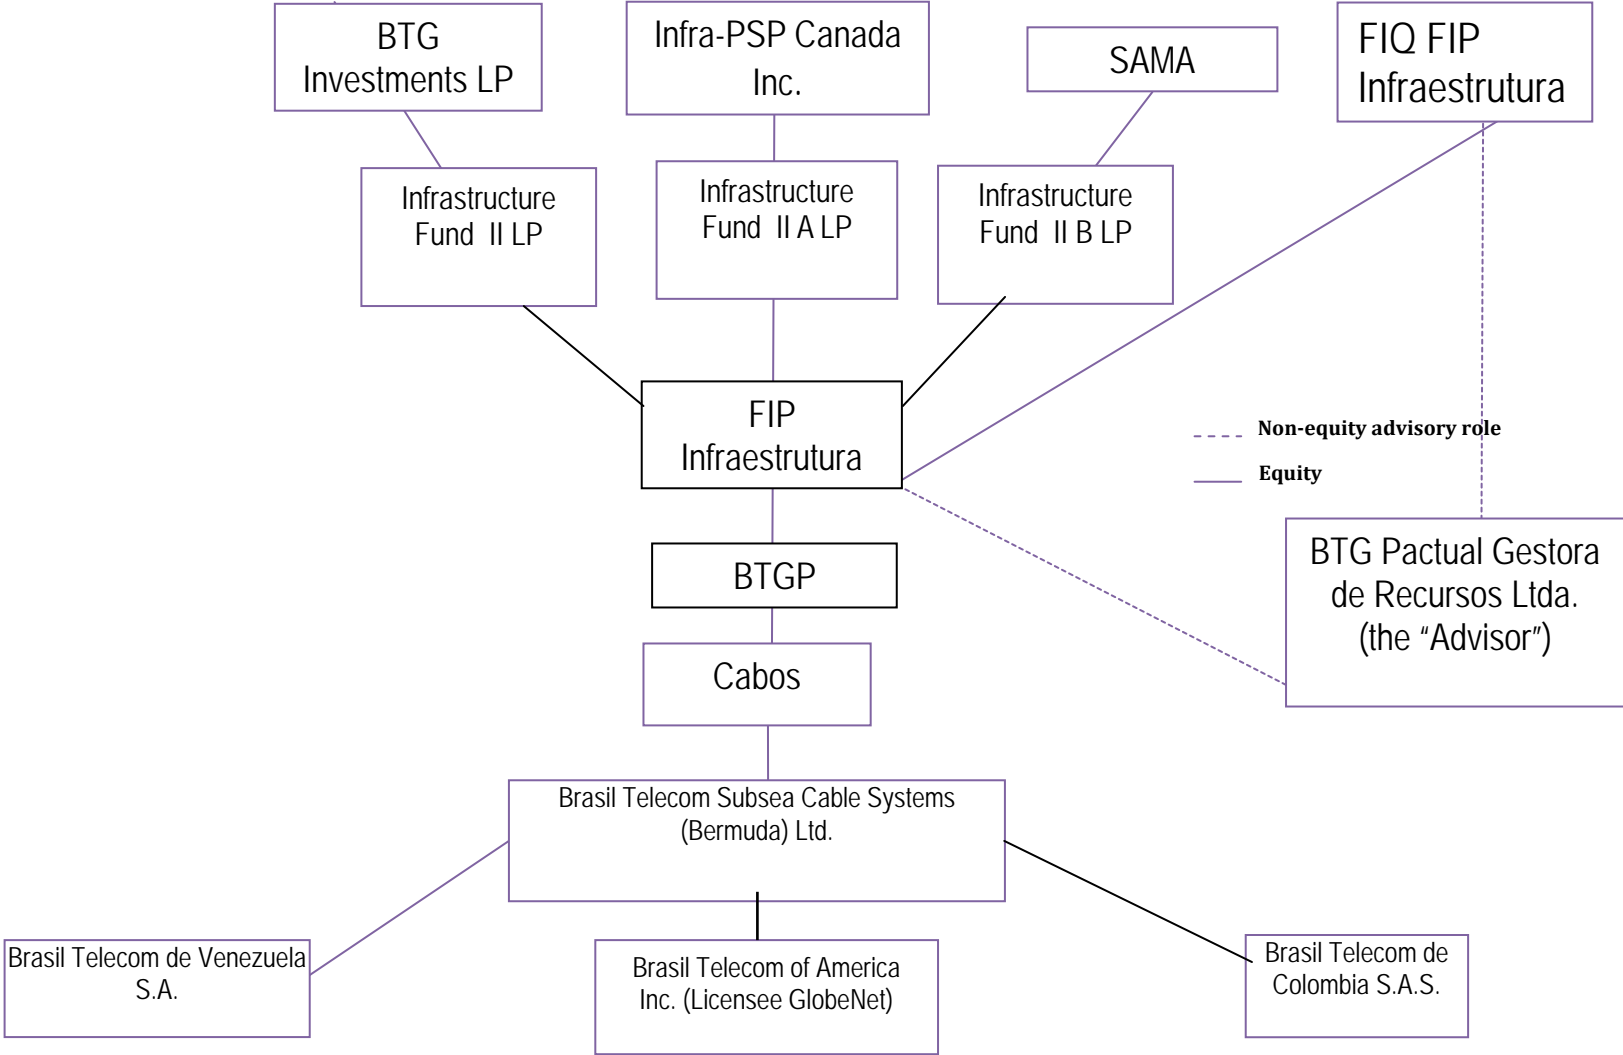 BTG
Investments LP
Infra-PSP Canada
Inc.
SAMA
FIQ FIP
Infraestrutura
Infrastructure
Fund II LP
Infrastructure
Fund II A LP
Infrastructure
Fund II B LP
FIP
Infraestrutura
Non-equity advisory role
Equity
BTGP
BTG Pactual Gestora
de Recursos Ltda.
(the “Advisor”)
Cabos
Brasil Telecom Subsea Cable Systems
(Bermuda) Ltd.
Brasil Telecom de Venezuela
S.A.
Brasil Telecom of America
Inc. (Licensee GlobeNet)
Brasil Telecom de
Colombia S.A.S.